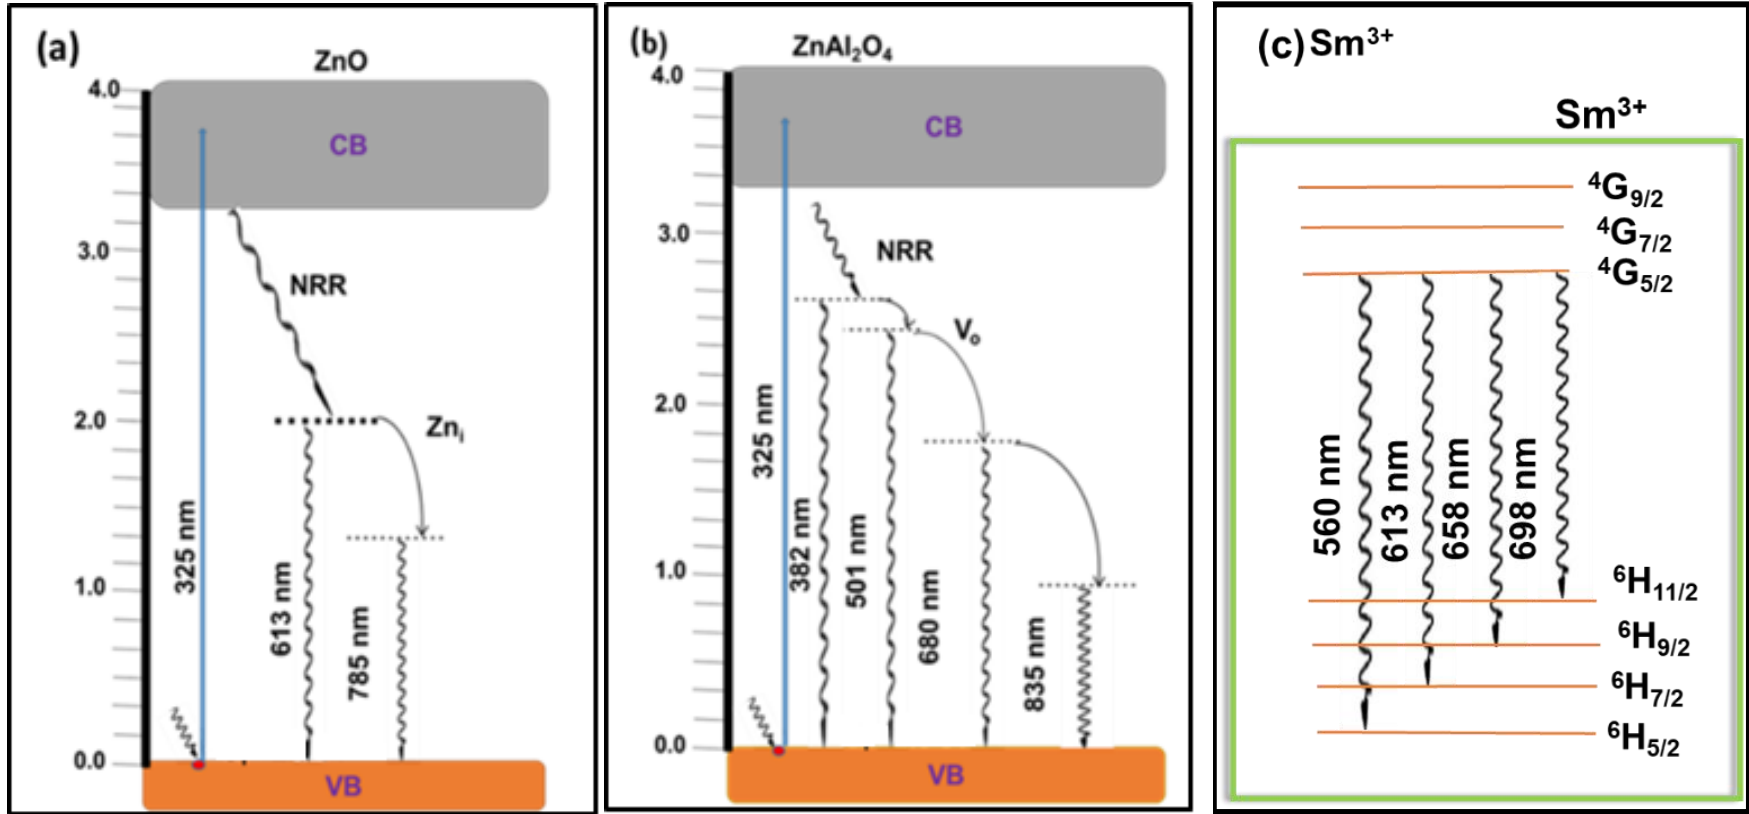 (a)
ZnO
4.0
3.0
2.0
1.0
0.0
CB
NRR
Zni
325 nm
613 nm
785 nm
VB
(b)
ZnAl₂O₄
4.0
3.0
2.0
1.0
0.0
CB
NRR
Vo
325 nm
382 nm
501 nm
680 nm
835 nm
VB
(c) Sm³⁺
Sm³⁺
⁴G9/2
⁴G7/2
⁴G5/2
560 nm
613 nm
658 nm
698 nm
⁶H11/2
⁶H9/2
⁶H7/2
⁶H5/2